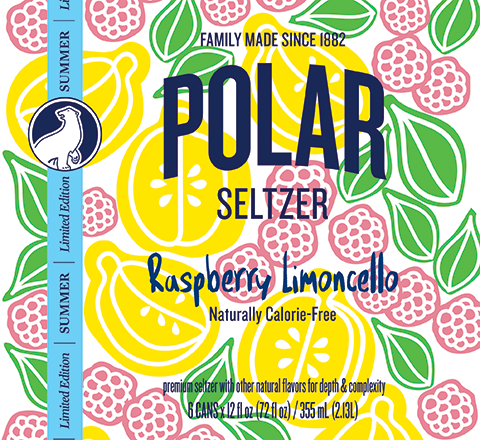 FAMILY MADE SINCE 1882
POLAR
SELTZER
Raspberry Limoncello
Naturally Calorie-Free
premium seltzer with other natural flavors for depth & complexity
6 CANS x 12 fl oz (72 fl oz) / 355 mL (2.13L)
SUMMER | Limited Edition
Limited Edition | SUMMER | Limited Edition